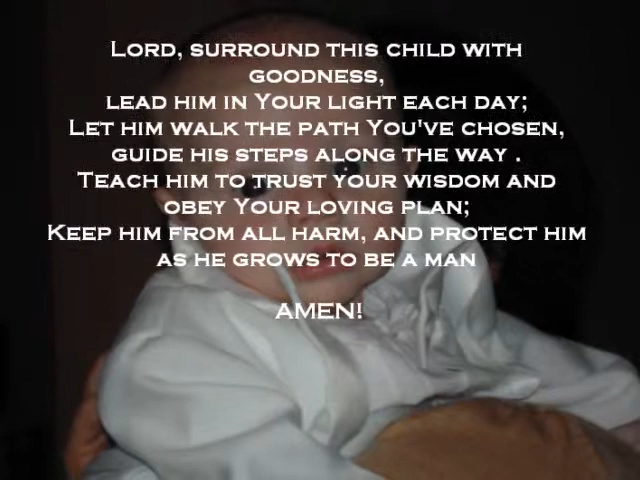 Lord, surround this child with
goodness,
lead him in Your light each day;
Let him walk the path You've chosen,
guide his steps along the way .
Teach him to trust your wisdom and
obey Your loving plan;
Keep him from all harm, and protect him
as he grows to be a man
AMEN!